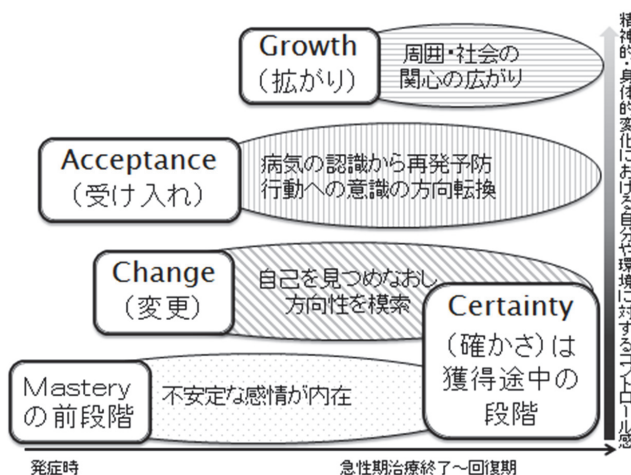 Growth
（拡がり）
周囲・社会の
関心の広がり
Acceptance
（受け入れ）
病気の認識から再発予防
行動への意識の方向転換
Change
（変更）
自己を見つめなおし
方向性を模索
Certainty
（確かさ）は
獲得途中の
段階
Mastery
の前段階
不安定な感情が内在
発症時
急性期治療終了～回復期
精神的・身体的変化における自分や環境に対するコントロール感